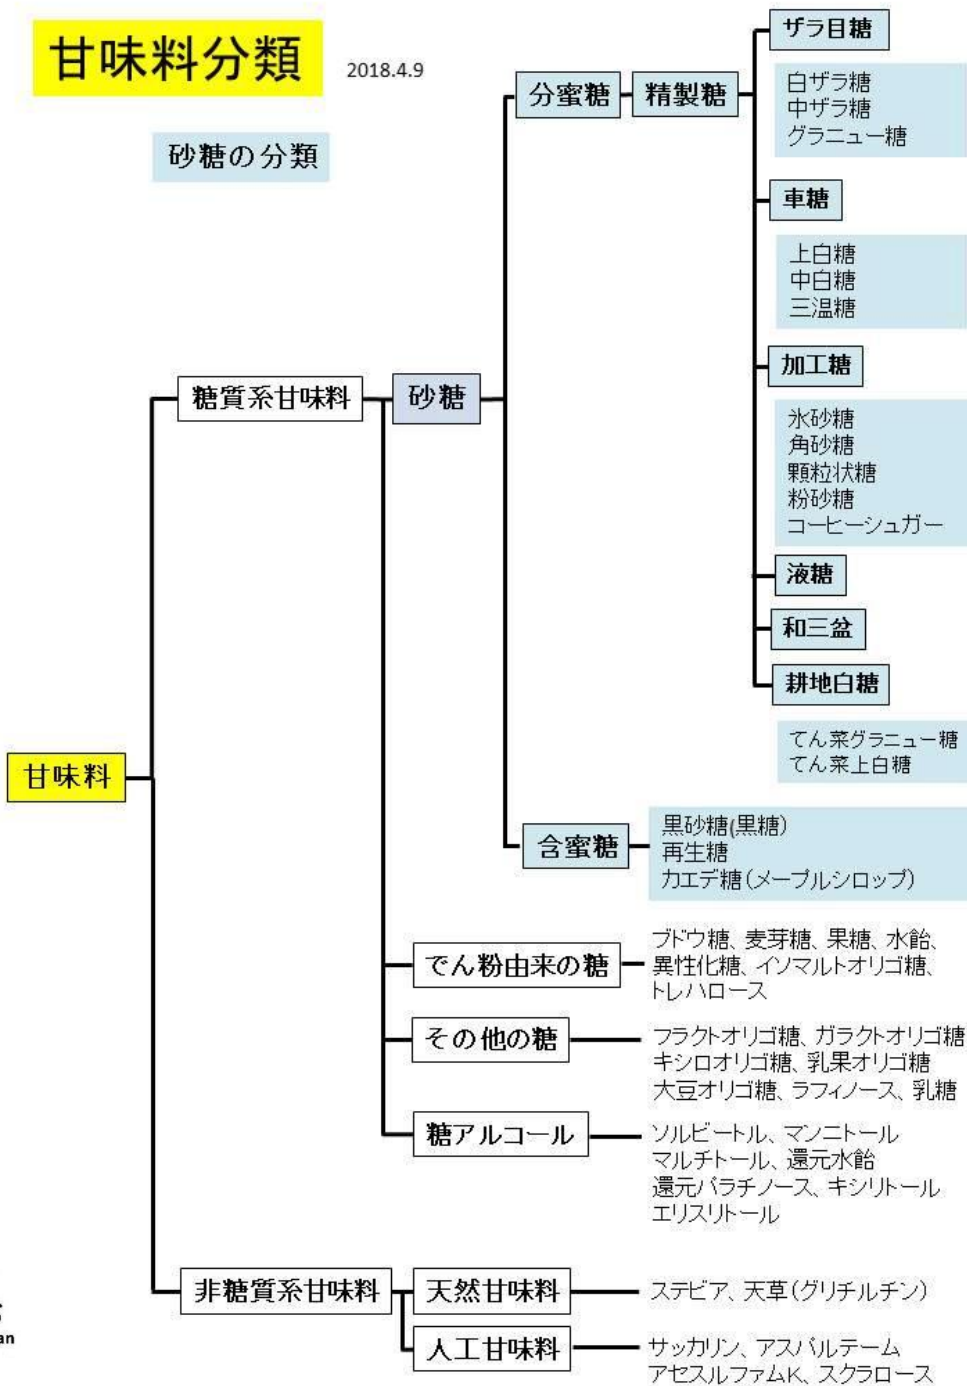 甘味料分類
2018.4.9
砂糖の分類
甘味料
糖質系甘味料
砂糖
分蜜糖
精製糖
ザラ目糖
白ザラ糖
中ザラ糖
グラニュー糖
車糖
上白糖
中白糖
三温糖
加工糖
氷砂糖
角砂糖
顆粒状糖
粉砂糖
コーヒーシュガー
液糖
和三盆
耕地白糖
てん菜グラニュー糖
てん菜上白糖
含蜜糖
黒砂糖(黒糖)
再生糖
カエデ糖(メープルシロップ)
でん粉由来の糖
ブドウ糖、麦芽糖、果糖、水飴、
異性化糖、イソマルトオリゴ糖、
トレハロース
その他の糖
フラクトオリゴ糖、ガラクトオリゴ糖
キシロオリゴ糖、乳果オリゴ糖
大豆オリゴ糖、ラフィノース、乳糖
糖アルコール
ソルビートル、マンニトール
マルチトール、還元水飴
還元パラチノース、キシリトール
エリスリトール
非糖質系甘味料
天然甘味料
ステビア、天草(グリチルチン)
人工甘味料
サッカリン、アスパルテーム
アセスルファムK、スクラロース